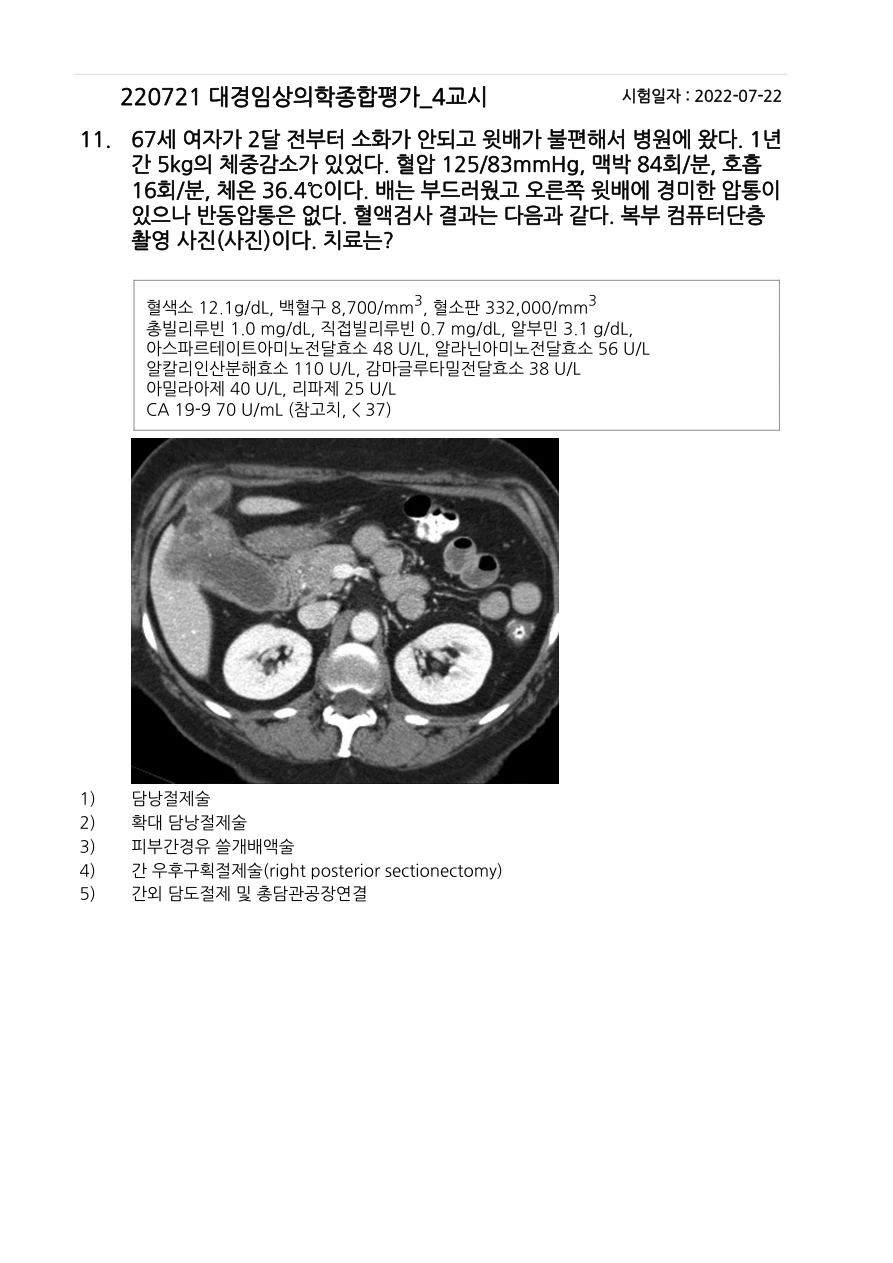 220721 대경임상의학종합평가_4교시
시험일자 : 2022-07-22
11. 67세 여자가 2달 전부터 소화가 안되고 윗배가 불편해서 병원에 왔다. 1년
간 5kg의 체중감소가 있었다. 혈압 125/83mmHg, 맥박 84회/분, 호흡
16회/분, 체온 36.4℃이다. 배는 부드러웠고 오른쪽 윗배에 경미한 압통이
있으나 반동압통은 없다. 혈액검사 결과는 다음과 같다. 복부 컴퓨터단층
촬영 사진(사진)이다. 치료는?
혈색소 12.1g/dL, 백혈구 8,700/mm³, 혈소판 332,000/mm³
총빌리루빈 1.0 mg/dL, 직접빌리루빈 0.7 mg/dL, 알부민 3.1 g/dL,
아스파르테이트아미노전달효소 48 U/L, 알라닌아미노전달효소 56 U/L
알칼리인산분해효소 110 U/L, 감마글루타밀전달효소 38 U/L
아밀라아제 40 U/L, 리파제 25 U/L
CA 19-9 70 U/mL (참고치, < 37)
1) 담낭절제술
2) 확대 담낭절제술
3) 피부간경유 쓸개배액술
4) 간 우후구획절제술(right posterior sectionectomy)
5) 간외 담도절제 및 총담관공장연결